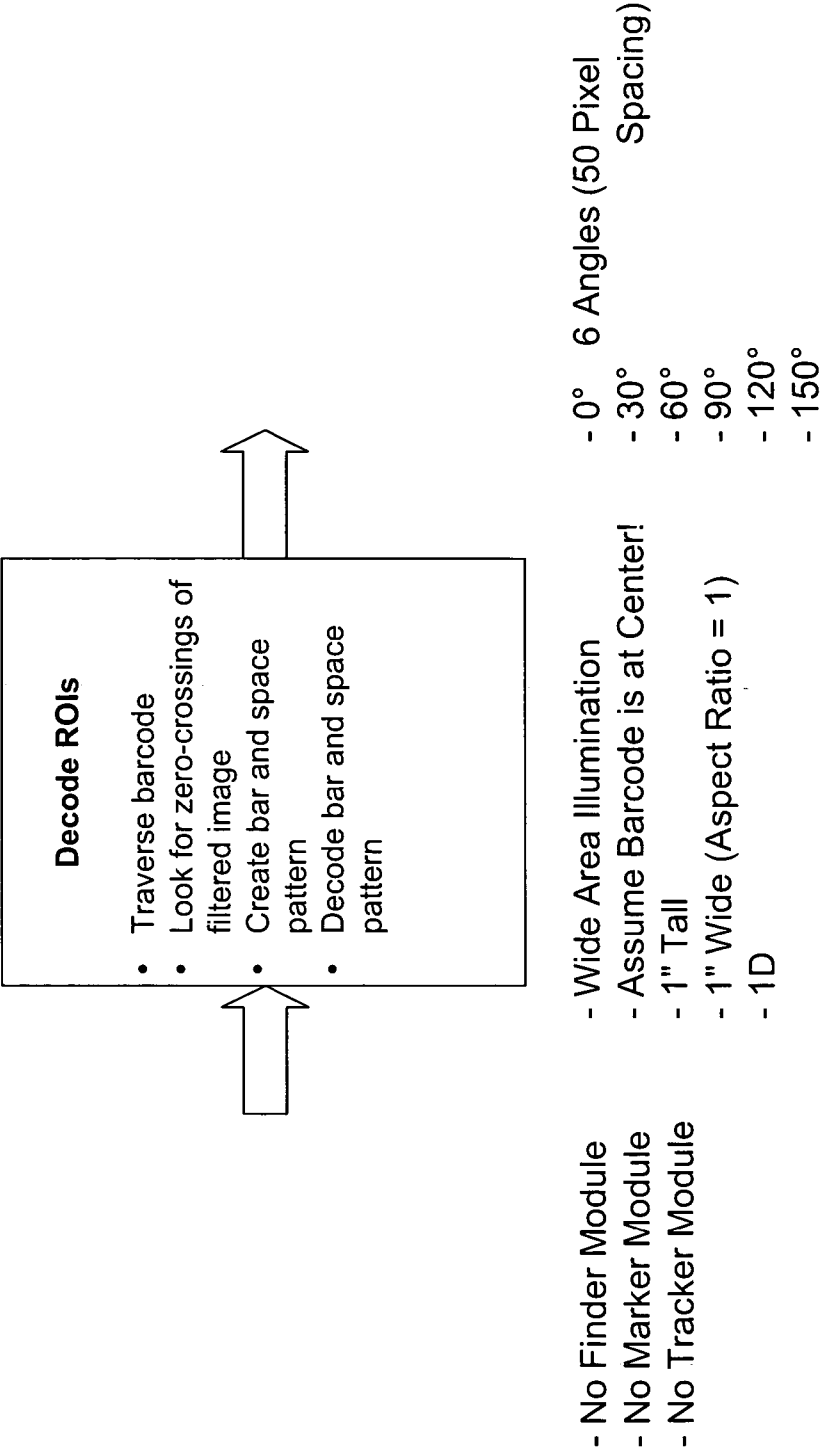 Decode ROIs
• Traverse barcode
• Look for zero-crossings of
filtered image
• Create bar and space
pattern
• Decode bar and space
pattern
- No Finder Module
- No Marker Module
- No Tracker Module
- Wide Area Illumination
- Assume Barcode is at Center!
- 1" Tall
- 1" Wide (Aspect Ratio = 1)
- 1D
- 0° 6 Angles (50 Pixel
Spacing)
- 30°
- 60°
- 90°
- 120°
- 150°